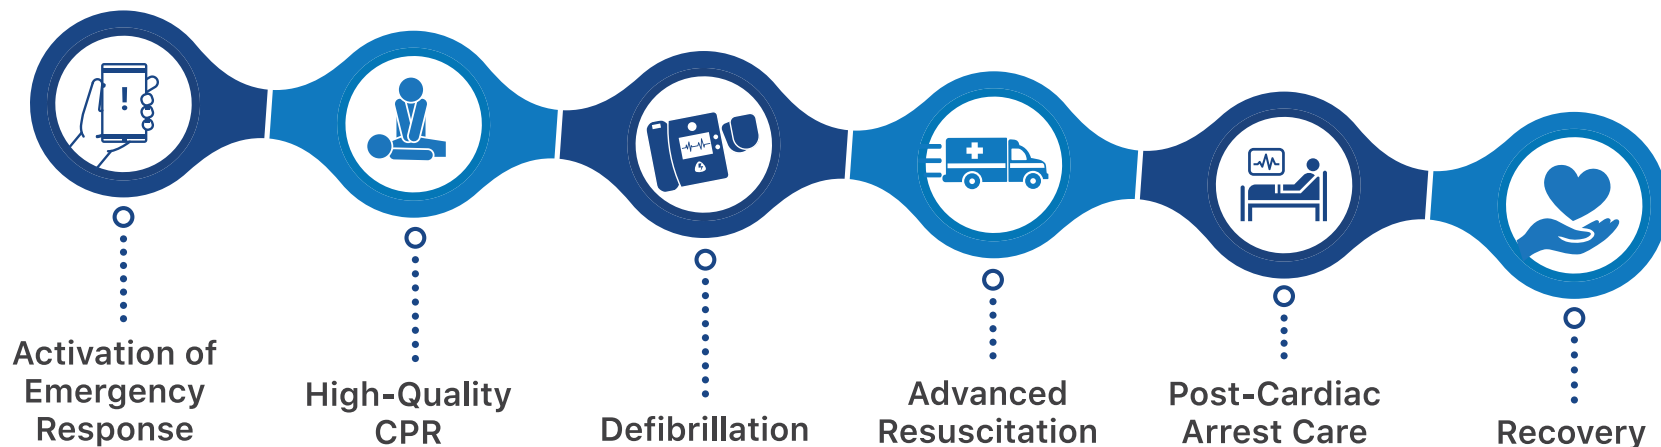 !
Activation of
Emergency
Response
High-Quality
CPR
Defibrillation
Advanced
Resuscitation
Post-Cardiac
Arrest Care
Recovery